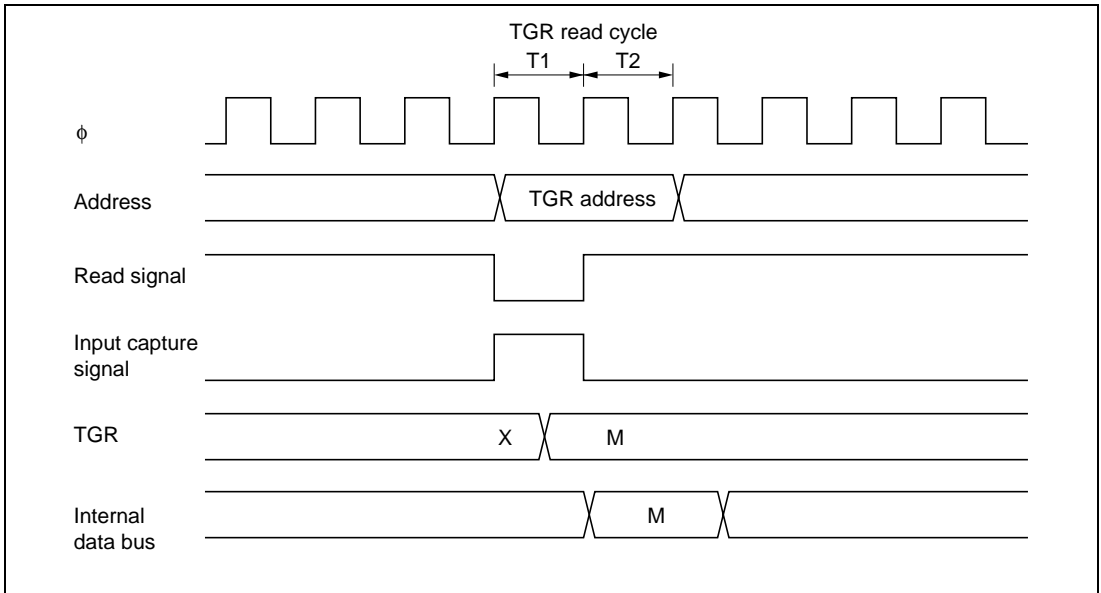 TGR read cycle
T1 T2
φ
Address
TGR address
Read signal
Input capture
signal
TGR
X M
Internal
data bus
M